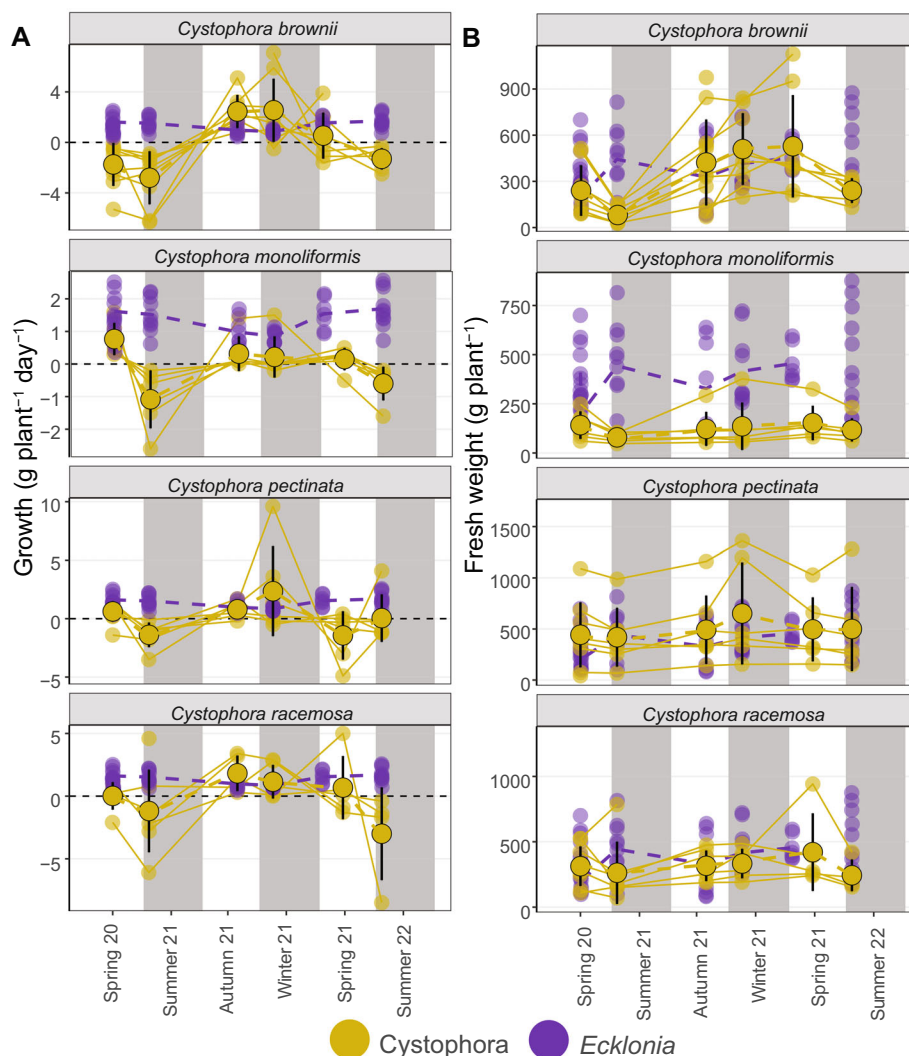 A
Cystophora brownii
4
0
−4
Cystophora monoliformis
2
1
0
−1
−2
Cystophora pectinata
10
5
0
−5
Cystophora racemosa
5
0
−5
Growth (g plant⁻¹ day⁻¹)
Spring 20
Summer 21
Autumn 21
Winter 21
Spring 21
Summer 22
B
Cystophora brownii
900
600
300
0
Cystophora monoliformis
750
500
250
0
Cystophora pectinata
1500
1000
500
0
Cystophora racemosa
1000
500
0
Fresh weight (g plant⁻¹)
Spring 20
Summer 21
Autumn 21
Winter 21
Spring 21
Summer 22
Cystophora
Ecklonia